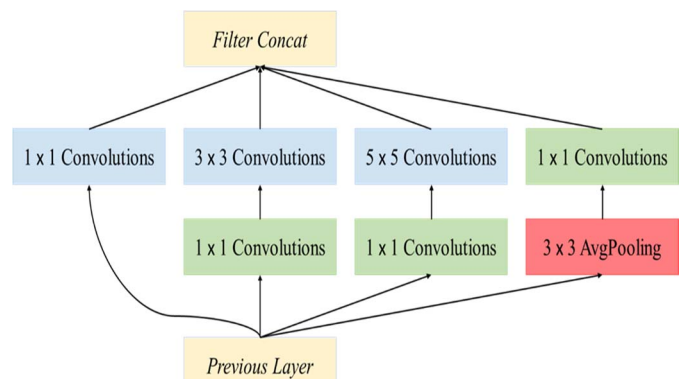 Filter Concat
1 x 1 Convolutions
3 x 3 Convolutions
5 x 5 Convolutions
1 x 1 Convolutions
1 x 1 Convolutions
1 x 1 Convolutions
3 x 3 AvgPooling
Previous Layer